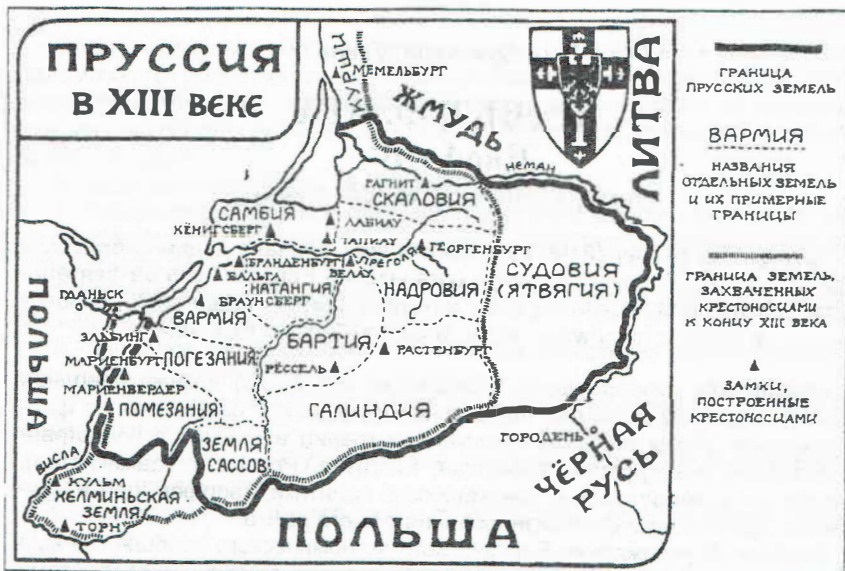 ПРУССИЯ
В XIII ВЕКЕ
КУРШИ
МЕМЕЛЬБУРГ
ЖМУДЬ
ЛИТВА
НЕМАН
РАГНИТ
СКАЛОВИЯ
САМБИЯ
КЁНИГСБЕРГ
ЛАБИАУ
ТАПИАУ
ПРЕГОЛЯ
ГЕОРГЕНБУРГ
БРАНДЕНБУРГ
ВЕЛАУ
БАЛЬГА
НАТАНГИЯ
НАДРОВИЯ
СУДОВИЯ
(ЯТВЯГИЯ)
ПОЛЬША
ГДАНЬСК
БРАУНСБЕРГ
ВАРМИЯ
ЭЛЬБИНГ
БАРТИЯ
РАСТЕНБУРГ
МАРИЕНБУРГ
ПОГЕЗАНИЯ
РЁССЕЛЬ
МАРИЕНВЕРДЕР
ПОМЕЗАНИЯ
ГАЛИНДИЯ
ЗЕМЛЯ
САССОВ
ГОРОДЕНЬ
ЧЁРНАЯ
РУСЬ
ВИСЛА
КУЛЬМ
ХЕЛМИНЬСКАЯ
ЗЕМЛЯ
ТОРН
ПОЛЬША
ГРАНИЦА
ПРУССКИХ ЗЕМЕЛЬ
ВАРМИЯ
НАЗВАНИЯ
ОТДЕЛЬНЫХ ЗЕМЕЛЬ
И ИХ ПРИМЕРНЫЕ
ГРАНИЦЫ
ГРАНИЦА ЗЕМЕЛЬ,
ЗАХВАЧЕННЫХ
КРЕСТОНОСЦАМИ
К КОНЦУ XIII ВЕКА
ЗАМКИ,
ПОСТРОЕННЫЕ
КРЕСТОНОСЦАМИ